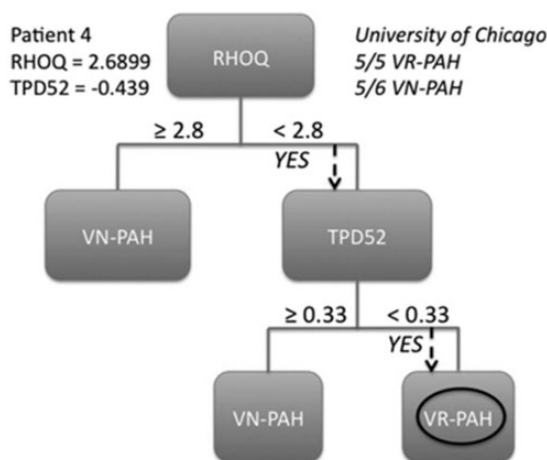 Patient 4
RHOQ = 2.6899
TPD52 = -0.439
RHOQ
University of Chicago
5/5 VR-PAH
5/6 VN-PAH
≥ 2.8
< 2.8
YES
VN-PAH
TPD52
≥ 0.33
< 0.33
YES
VN-PAH
VR-PAH